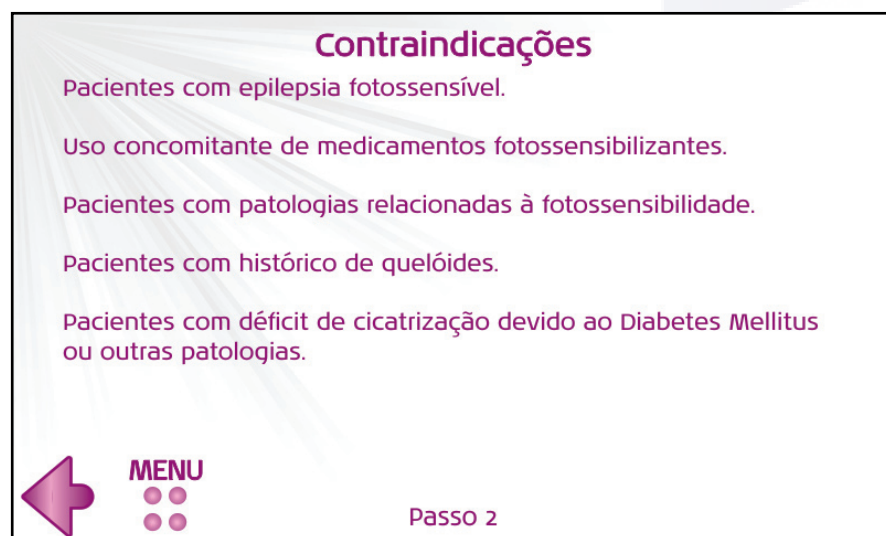 Contraindicações
Pacientes com epilepsia fotossensível.
Uso concomitante de medicamentos fotossensibilizantes.
Pacientes com patologias relacionadas à fotossensibilidade.
Pacientes com histórico de quelóides.
Pacientes com déficit de cicatrização devido ao Diabetes Mellitus
ou outras patologias.
MENU
Passo 2